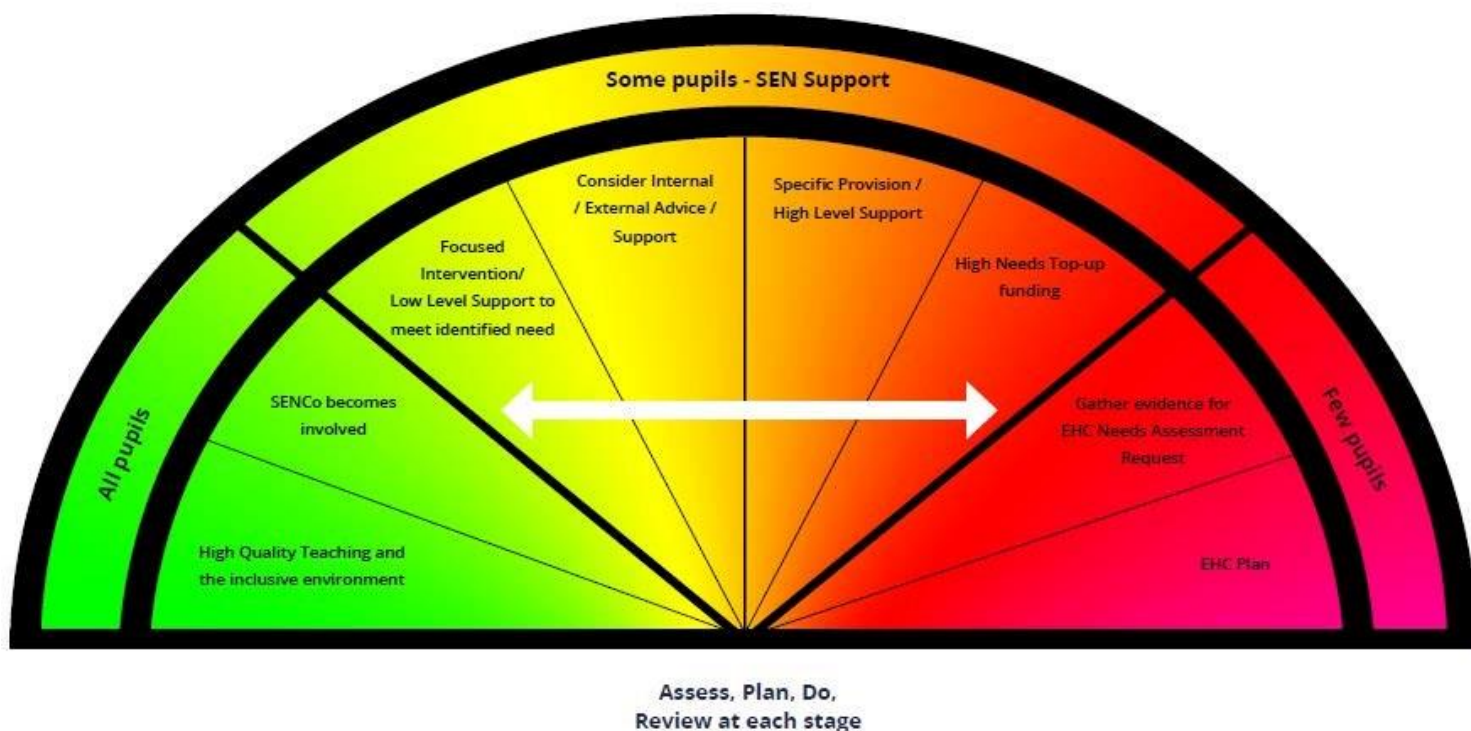 Some pupils - SEN Support
All pupils
Few pupils
High Quality Teaching and
the inclusive environment
SENCo becomes
involved
Focused
Intervention/
Low Level Support to
meet identified need
Consider Internal
/ External Advice /
Support
Specific Provision /
High Level Support
High Needs Top-up
funding
Gather evidence for
EHC Needs Assessment
Request
EHC Plan
Assess, Plan, Do,
Review at each stage